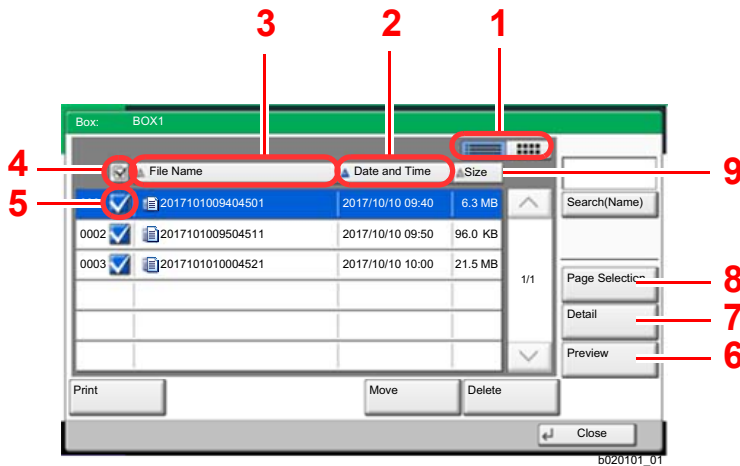 3 2 1
Box: BOX1
4 File Name Date and Time Size 9
5 2017101009404501 2017/10/10 09:40 6.3 MB Search(Name)
0002 2017101009504511 2017/10/10 09:50 96.0 KB
0003 2017101010004521 2017/10/10 10:00 21.5 MB
1/1 Page Selection 8
Detail 7
Preview 6
Print Move Delete
Close
b020101_01